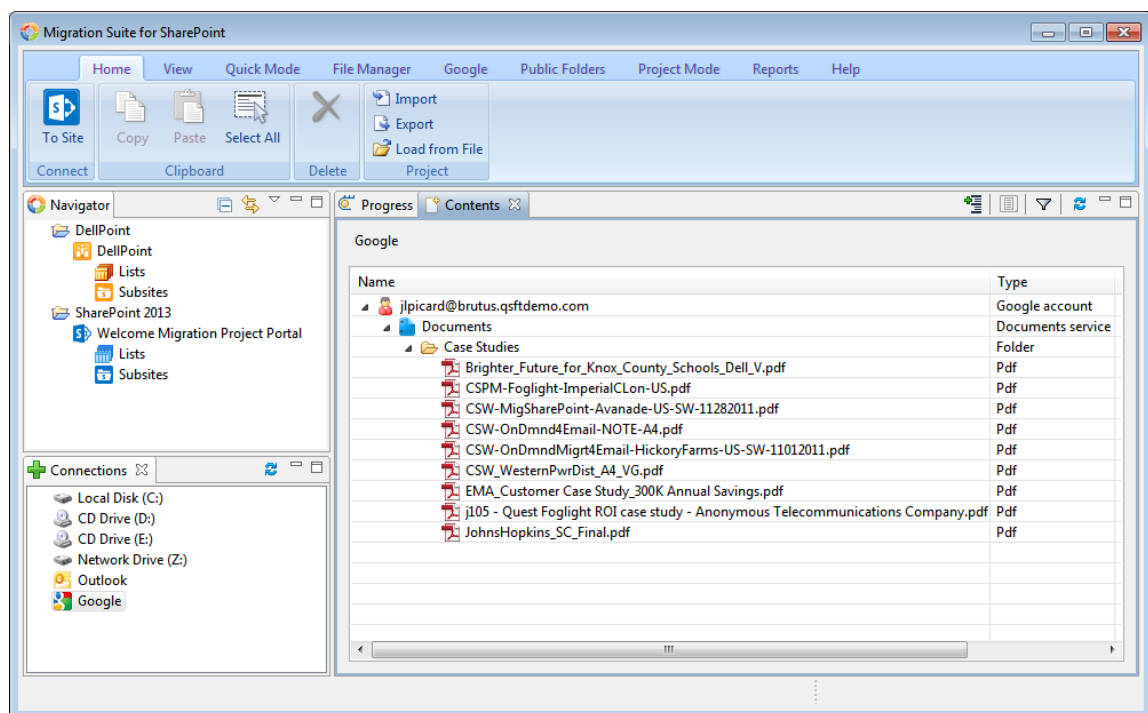 Migration Suite for SharePoint
Home View Quick Mode File Manager Google Public Folders Project Mode Reports Help
To Site
Copy Paste Select All
Import
Export
Load from File
Connect Clipboard Delete Project
Navigator
DellPoint
DellPoint
Lists
Subsites
SharePoint 2013
Welcome Migration Project Portal
Lists
Subsites
Connections
Local Disk (C:)
CD Drive (D:)
CD Drive (E:)
Network Drive (Z:)
Outlook
Google
Progress Contents
Google
Name Type
jlpicard@brutus.qsftdemo.com Google account
Documents Documents service
Case Studies Folder
Brighter_Future_for_Knox_County_Schools_Dell_V.pdf Pdf
CSPM-Foglight-ImperialCLon-US.pdf Pdf
CSW-MigSharePoint-Avanade-US-SW-11282011.pdf Pdf
CSW-OnDmnd4Email-NOTE-A4.pdf Pdf
CSW-OnDmndMigrt4Email-HickoryFarms-US-SW-11012011.pdf Pdf
CSW_WesternPwrDist_A4_VG.pdf Pdf
EMA_Customer Case Study_300K Annual Savings.pdf Pdf
j105 - Quest Foglight ROI case study - Anonymous Telecommunications Company.pdf Pdf
JohnsHopkins_SC_Final.pdf Pdf